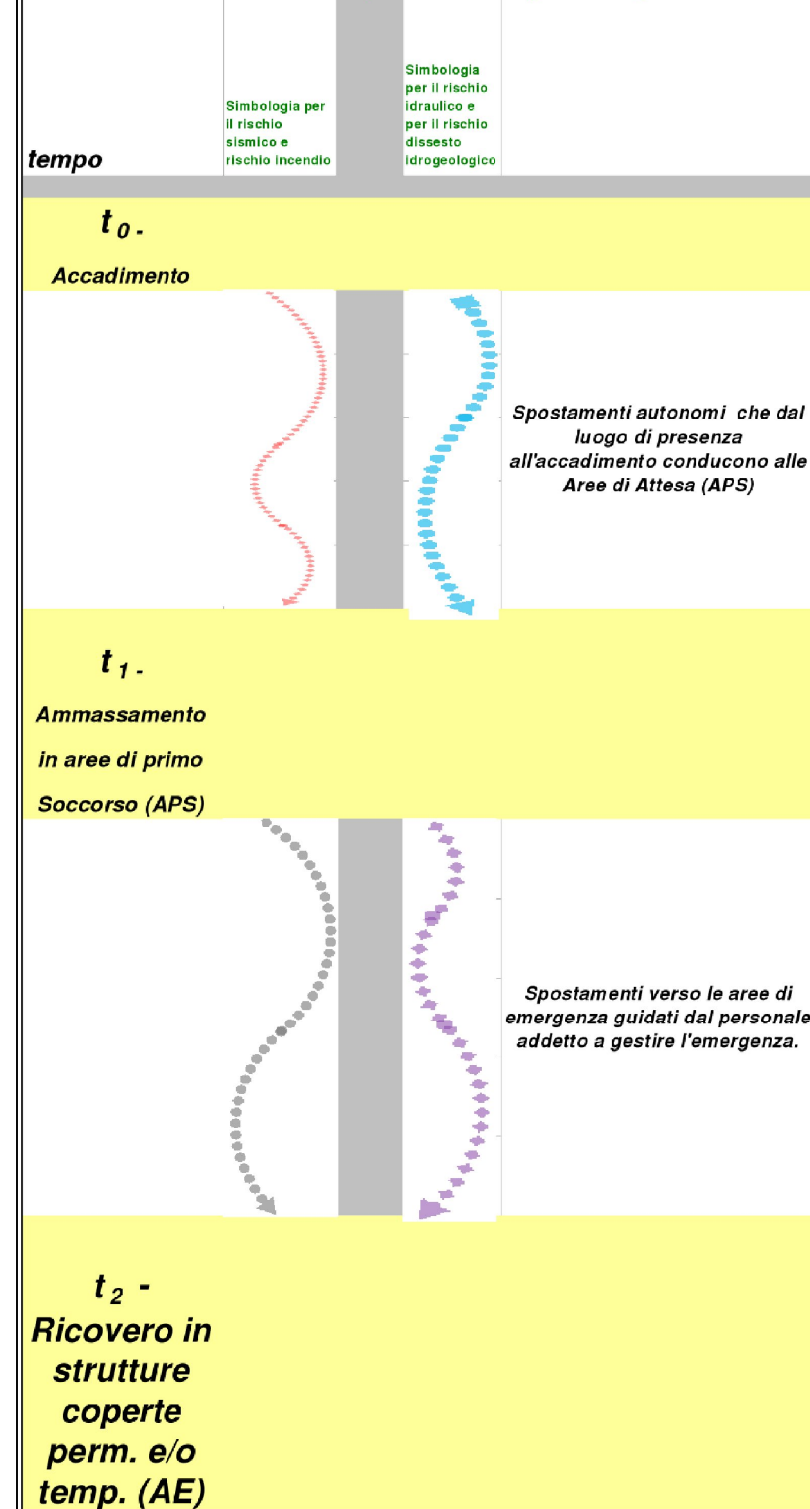 tempo
Simbologia per
il rischio
sismico e
rischio incendio
Simbologia
per il rischio
idraulico e
per il rischio
dissesto
idrogeologico
t 0 -
Accadimento
Spostamenti autonomi che dal
luogo di presenza
all'accadimento conducono alle
Aree di Attesa (APS)
t 1 -
Ammassamento
in aree di primo
Soccorso (APS)
Spostamenti verso le aree di
emergenza guidati dal personale
addetto a gestire l'emergenza.
t 2 -
Ricovero in
strutture
coperte
perm. e/o
temp. (AE)